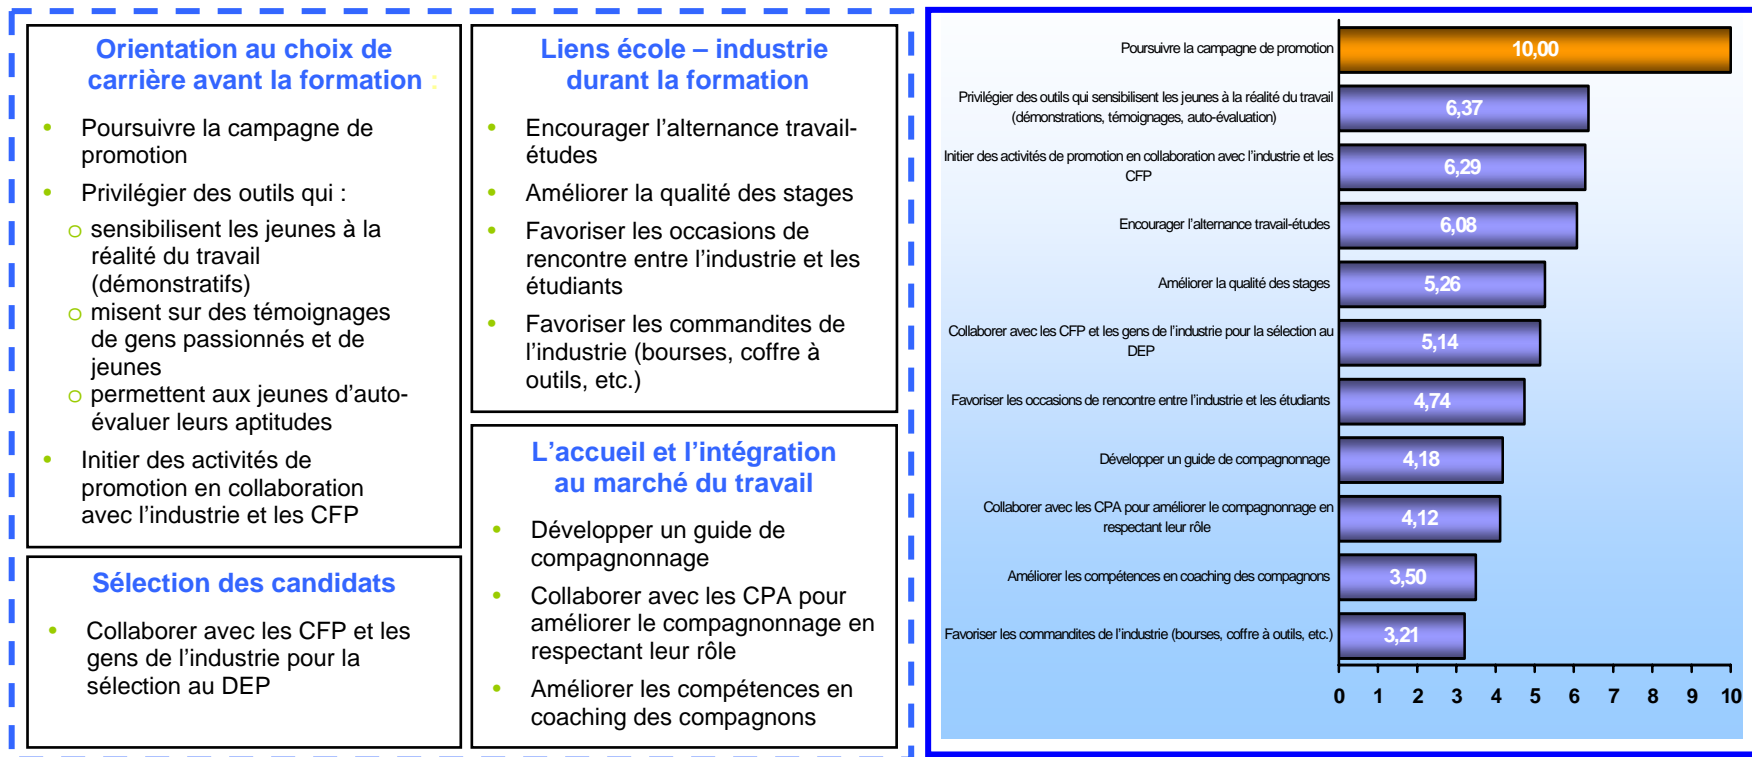 Orientation au choix de
carrière avant la formation :
• Poursuivre la campagne de
promotion
• Privilégier des outils qui :
o sensibilisent les jeunes à la
réalité du travail
(démonstratifs)
o misent sur des témoignages
de gens passionnés et de
jeunes
o permettent aux jeunes d’auto-
évaluer leurs aptitudes
• Initier des activités de
promotion en collaboration
avec l’industrie et les CFP
Sélection des candidats
• Collaborer avec les CFP et les
gens de l’industrie pour la
sélection au DEP
Liens école – industrie
durant la formation
• Encourager l’alternance travail-
études
• Améliorer la qualité des stages
• Favoriser les occasions de
rencontre entre l’industrie et les
étudiants
• Favoriser les commandites de
l’industrie (bourses, coffre à
outils, etc.)
L’accueil et l’intégration
au marché du travail
• Développer un guide de
compagnonnage
• Collaborer avec les CPA pour
améliorer le compagnonnage en
respectant leur rôle
• Améliorer les compétences en
coaching des compagnons
Poursuivre la campagne de promotion
10,00
Privilégier des outils qui sensibilisent les jeunes à la réalité du travail
(démonstrations, témoignages, auto-évaluation)
6,37
Initier des activités de promotion en collaboration avec l’industrie et les
CFP
6,29
Encourager l’alternance travail-études
6,08
Améliorer la qualité des stages
5,26
Collaborer avec les CFP et les gens de l’industrie pour la sélection au
DEP
5,14
Favoriser les occasions de rencontre entre l’industrie et les étudiants
4,74
Développer un guide de compagnonnage
4,18
Collaborer avec les CPA pour améliorer le compagnonnage en
respectant leur rôle
4,12
Améliorer les compétences en coaching des compagnons
3,50
Favoriser les commandites de l’industrie (bourses, coffre à outils, etc.)
3,21
0 1 2 3 4 5 6 7 8 9 10